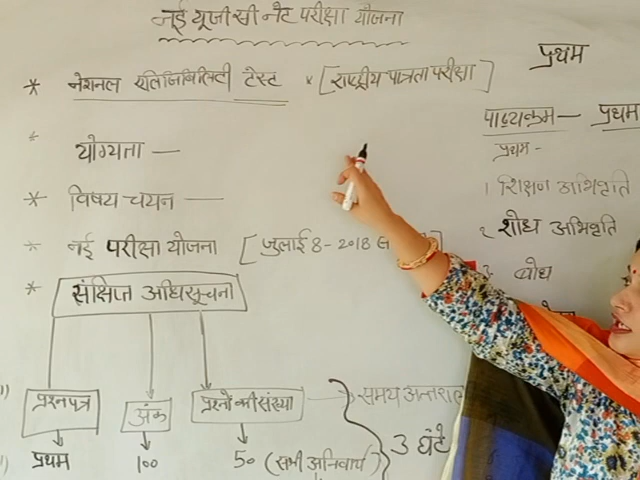 नई यूजीसी नेट परीक्षा योजना
* नेशनल एलिजिबिलिटी टेस्ट * [राष्ट्रीय पात्रता परीक्षा]
* योग्यता —
* विषय चयन —
* नई परीक्षा योजना [जुलाई 8-2018
* संक्षिप्त अधिसूचना
प्रश्नपत्र अंक प्रश्नों की संख्या समय अन्तराल
प्रथम 100 50 (सभी अनिवार्य) 3 घंटे
प्रथम
पाठ्यक्रम — प्रथम
प्रथम -
1 शिक्षण अभिवृति
2 शोध अभिवृति
3 बोध